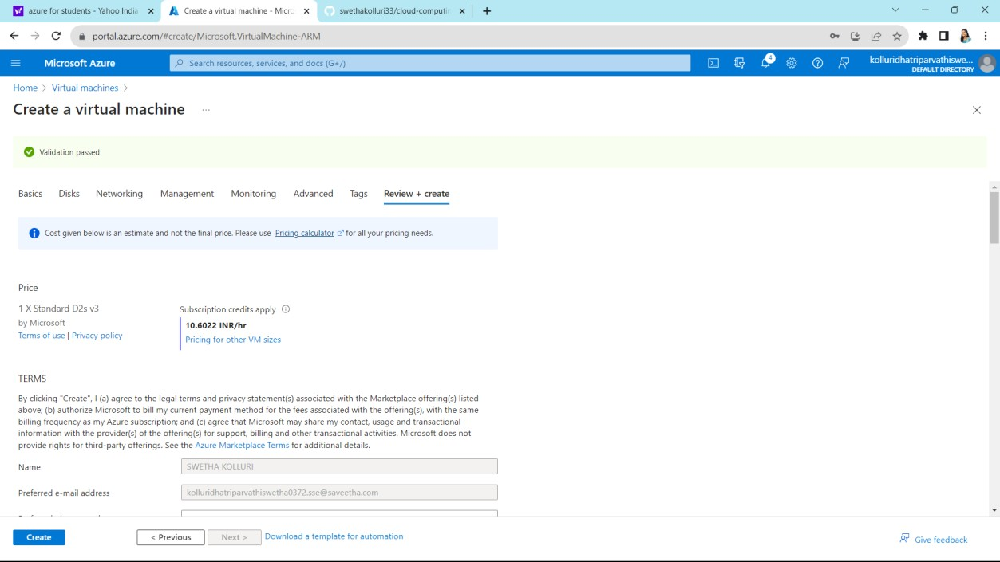 azure for students - Yahoo India
Create a virtual machine - Micro
swethakolluri33/cloud-computin
portal.azure.com/#create/Microsoft.VirtualMachine-ARM
Microsoft Azure
Search resources, services, and docs (G+/)
4
kolluridhatriparvathiswe...
DEFAULT DIRECTORY
Home > Virtual machines >
Create a virtual machine ...
Validation passed
Basics Disks Networking Management Monitoring Advanced Tags Review + create
Cost given below is an estimate and not the final price. Please use Pricing calculator for all your pricing needs.
Price
1 X Standard D2s v3
by Microsoft
Terms of use | Privacy policy
Subscription credits apply
10.6022 INR/hr
Pricing for other VM sizes
TERMS
By clicking "Create", I (a) agree to the legal terms and privacy statement(s) associated with the Marketplace offering(s) listed
above; (b) authorize Microsoft to bill my current payment method for the fees associated with the offering(s), with the same
billing frequency as my Azure subscription; and (c) agree that Microsoft may share my contact, usage and transactional
information with the provider(s) of the offering(s) for support, billing and other transactional activities. Microsoft does not
provide rights for third-party offerings. See the Azure Marketplace Terms for additional details.
Name SWETHA KOLLURI
Preferred e-mail address kolluridhatriparvathiswetha0372.sse@saveetha.com
Create < Previous Next > Download a template for automation Give feedback